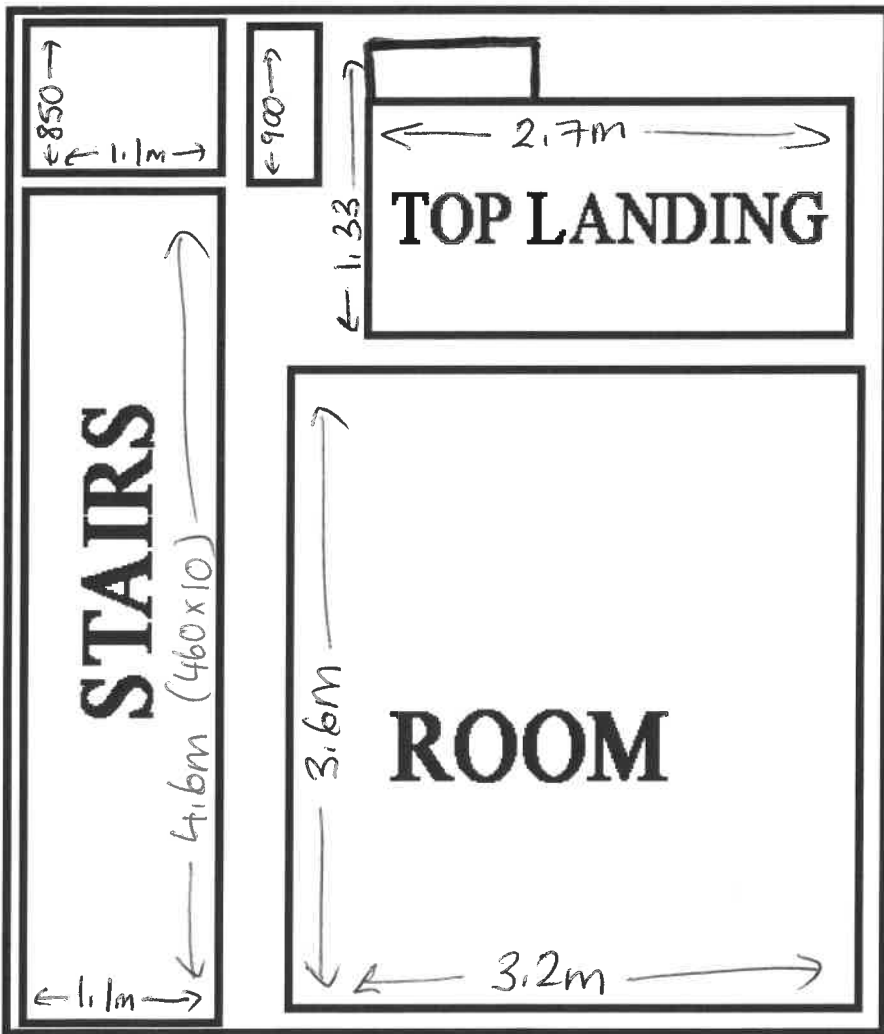 850
1.1m
900
2.7m
1.33
TOP LANDING
STAIRS
4.6m (460x10)
1.1m
3.6m
ROOM
3.2m